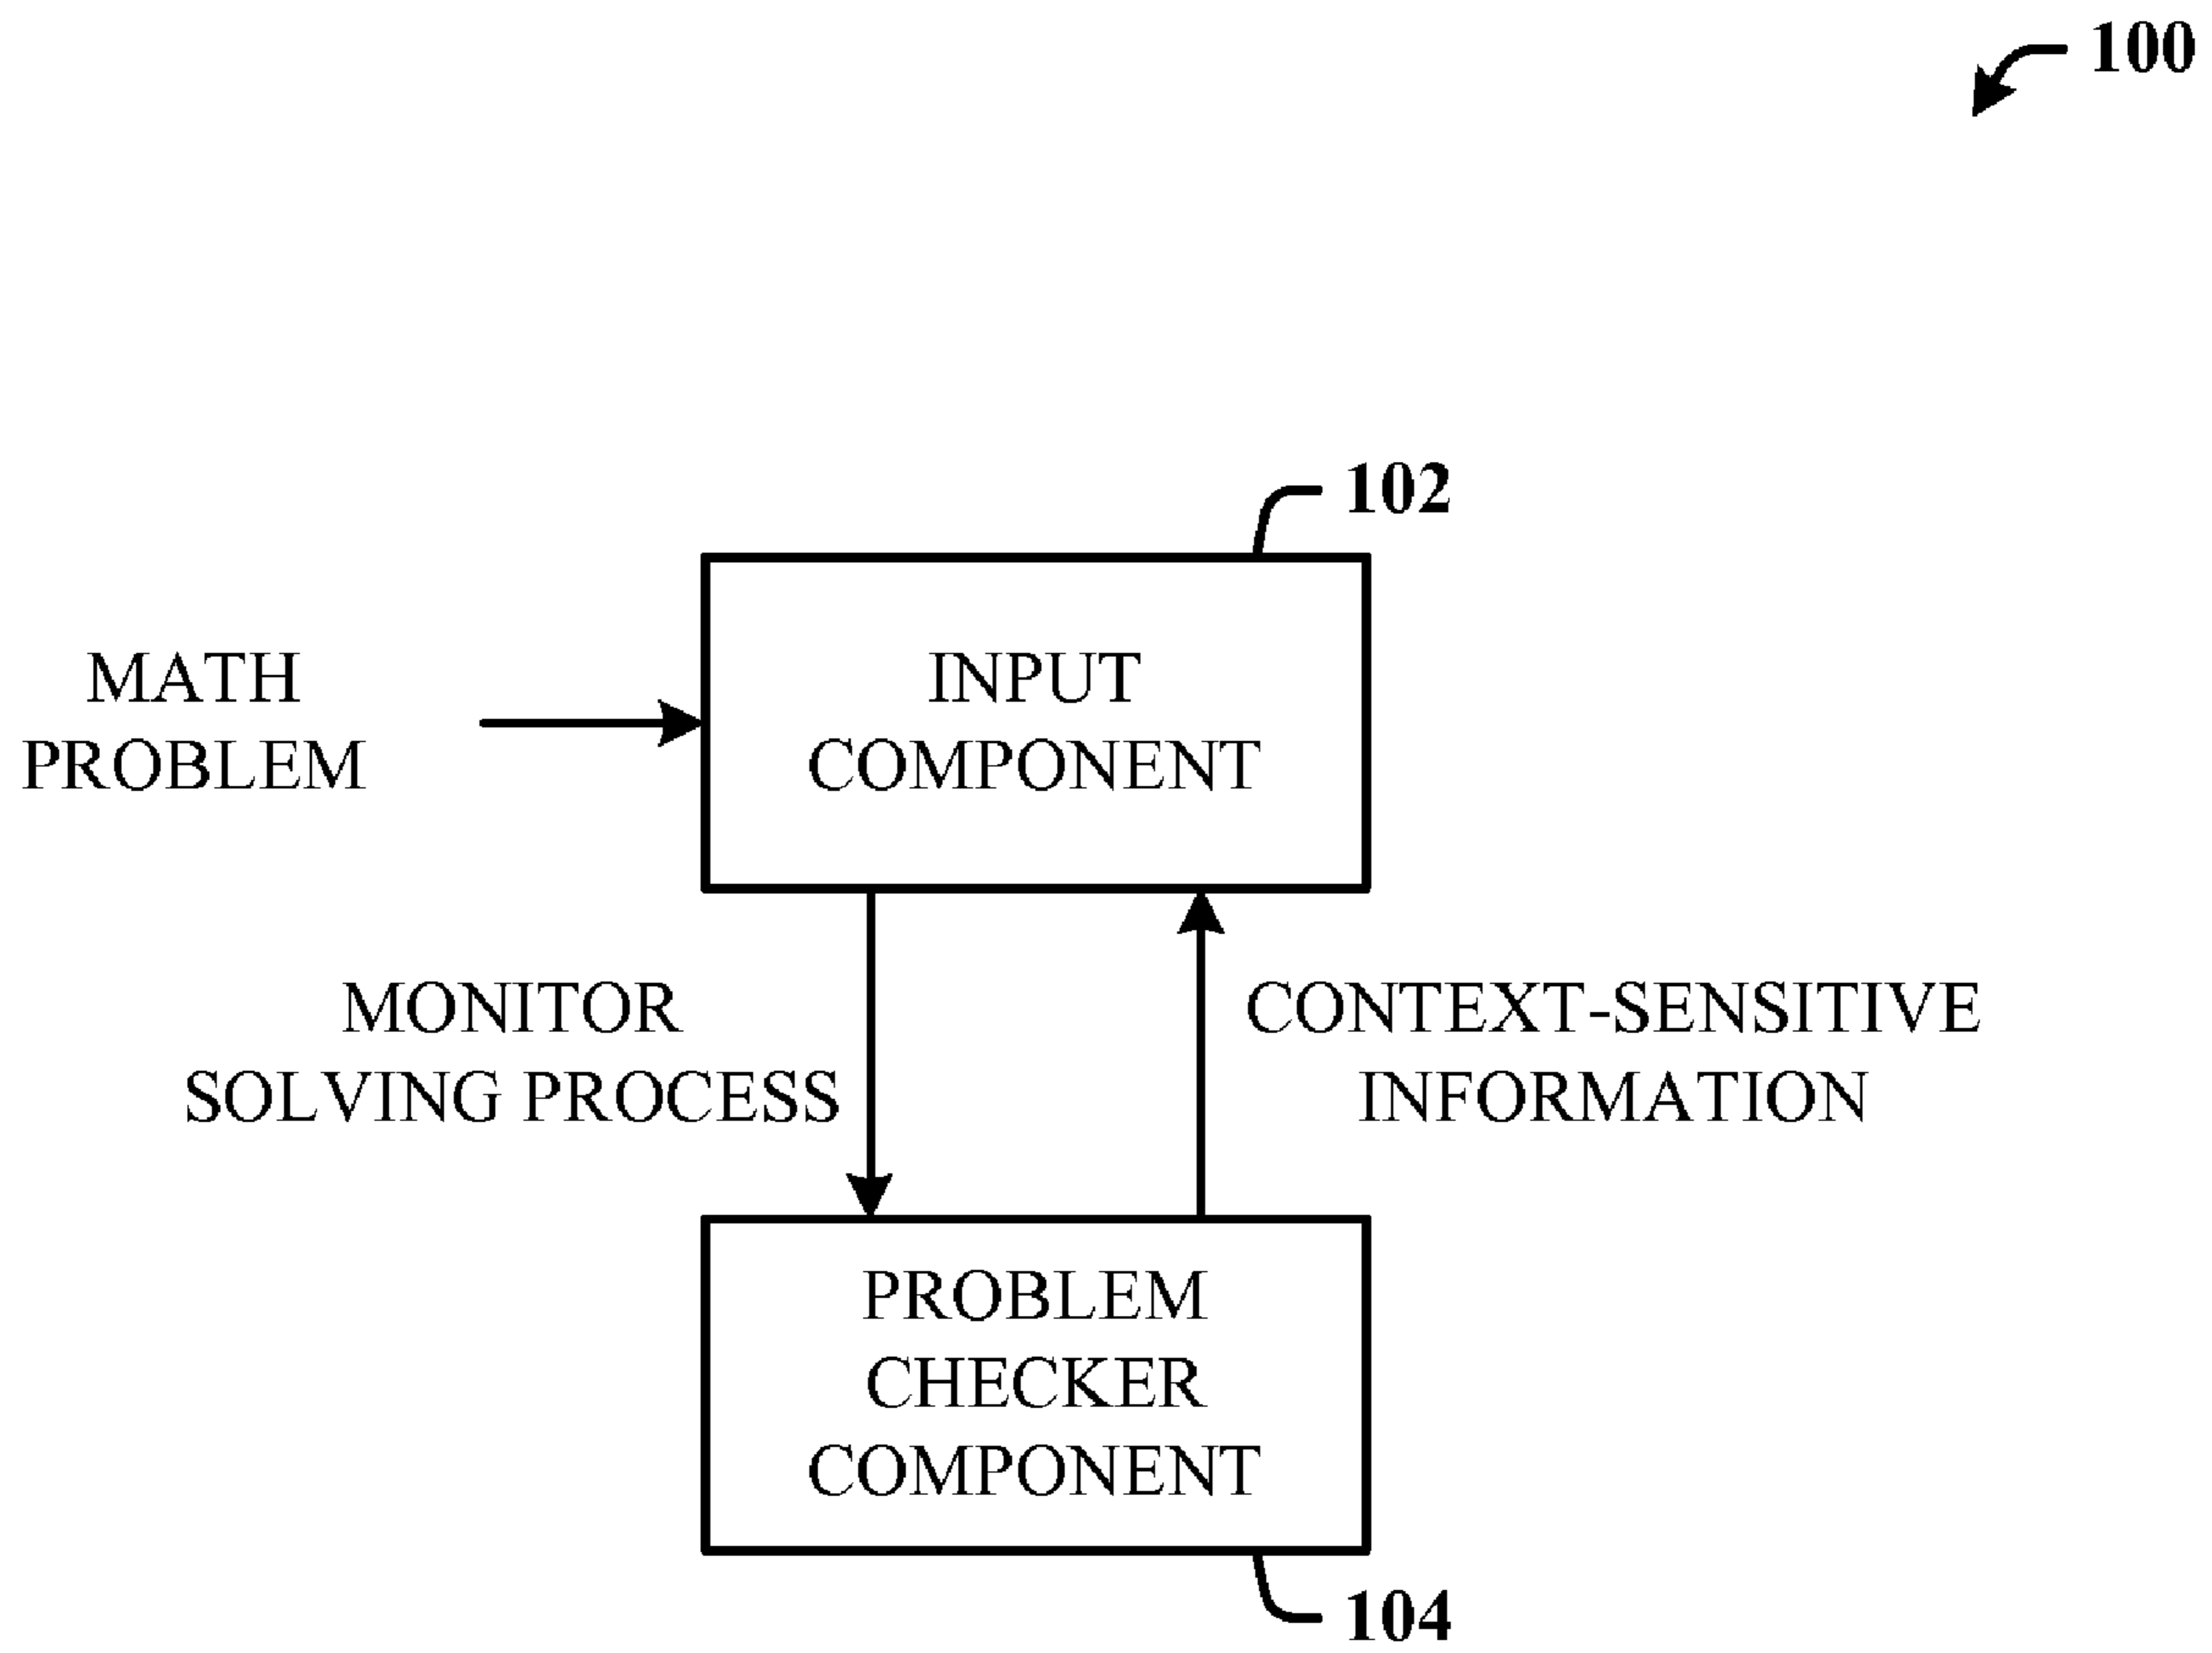 100
102
MATH
PROBLEM
INPUT
COMPONENT
MONITOR
SOLVING PROCESS
CONTEXT-SENSITIVE
INFORMATION
PROBLEM
CHECKER
COMPONENT
104